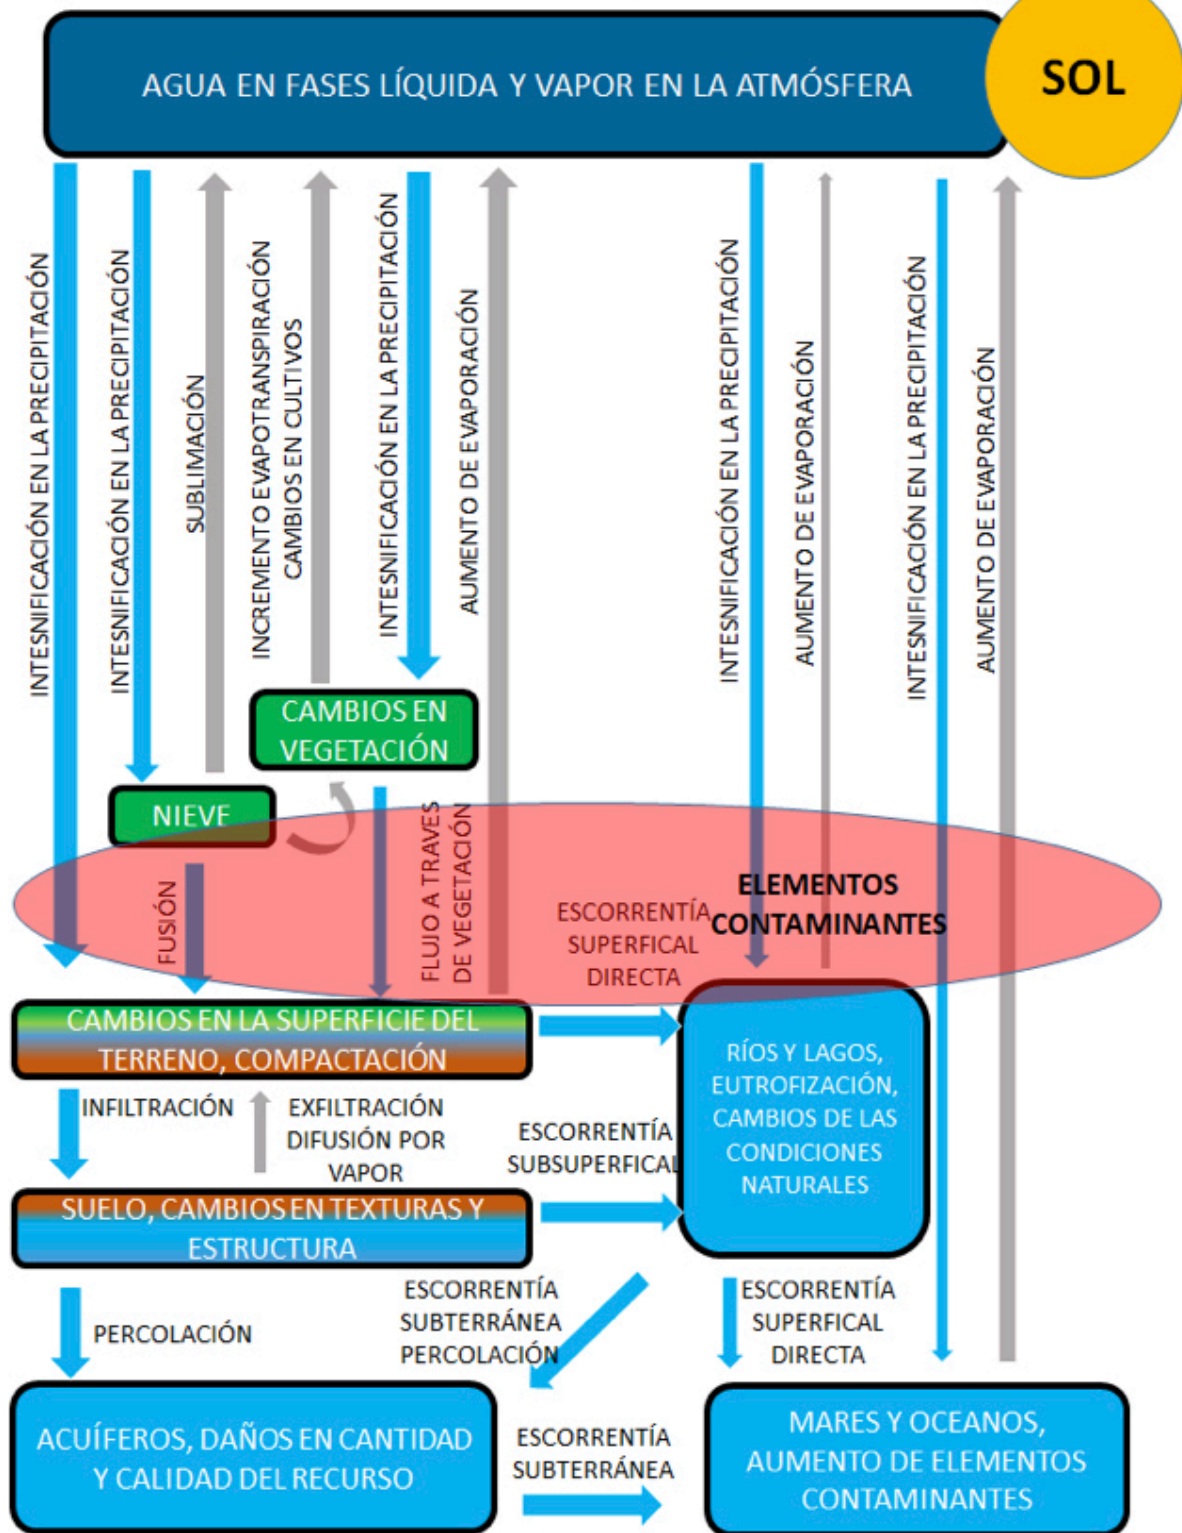 AGUA EN FASES LÍQUIDA Y VAPOR EN LA ATMÓSFERA
SOL
INTESNIFICACIÓN EN LA PRECIPITACIÓN
INTESNIFICACIÓN EN LA PRECIPITACIÓN
SUBLIMACIÓN
INCREMENTO EVAPOTRANSPIRACIÓN
CAMBIOS EN CULTIVOS
INTESNIFICACIÓN EN LA PRECIPITACIÓN
AUMENTO DE EVAPORACIÓN
INTESNIFICACIÓN EN LA PRECIPITACIÓN
AUMENTO DE EVAPORACIÓN
INTESNIFICACIÓN EN LA PRECIPITACIÓN
AUMENTO DE EVAPORACIÓN
CAMBIOS EN
VEGETACIÓN
NIEVE
FUSIÓN
FLUJO A TRAVES
DE VEGETACIÓN
ELEMENTOS
CONTAMINANTES
ESCORRENTÍA
SUPERFICAL
DIRECTA
CAMBIOS EN LA SUPERFICIE DEL
TERRENO, COMPACTACIÓN
RÍOS Y LAGOS,
EUTROFIZACIÓN,
CAMBIOS DE LAS
CONDICIONES
NATURALES
INFILTRACIÓN
EXFILTRACIÓN
DIFUSIÓN POR
VAPOR
ESCORRENTÍA
SUBSUPERFICAL
SUELO, CAMBIOS EN TEXTURAS Y
ESTRUCTURA
PERCOLACIÓN
ESCORRENTÍA
SUBTERRÁNEA
PERCOLACIÓN
ESCORRENTÍA
SUPERFICAL
DIRECTA
ACUÍFEROS, DAÑOS EN CANTIDAD
Y CALIDAD DEL RECURSO
ESCORRENTÍA
SUBTERRÁNEA
MARES Y OCEANOS,
AUMENTO DE ELEMENTOS
CONTAMINANTES